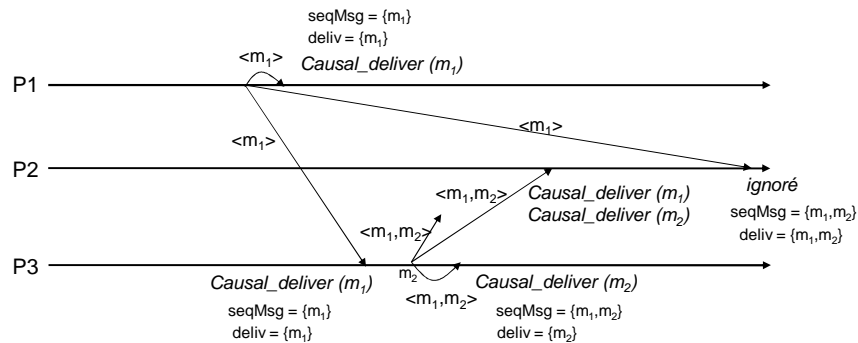 seqMsg = {m₁}
deliv = {m₁}
<m₁>
Causal_deliver (m₁)
P1
<m₁>
<m₁>
P2
ignoré
<m₁,m₂>
Causal_deliver (m₁)
Causal_deliver (m₂)
seqMsg = {m₁,m₂}
deliv = {m₁,m₂}
<m₁,m₂>
P3
m₂
Causal_deliver (m₁)
Causal_deliver (m₂)
<m₁,m₂>
seqMsg = {m₁}
deliv = {m₁}
seqMsg = {m₁,m₂}
deliv = {m₂}